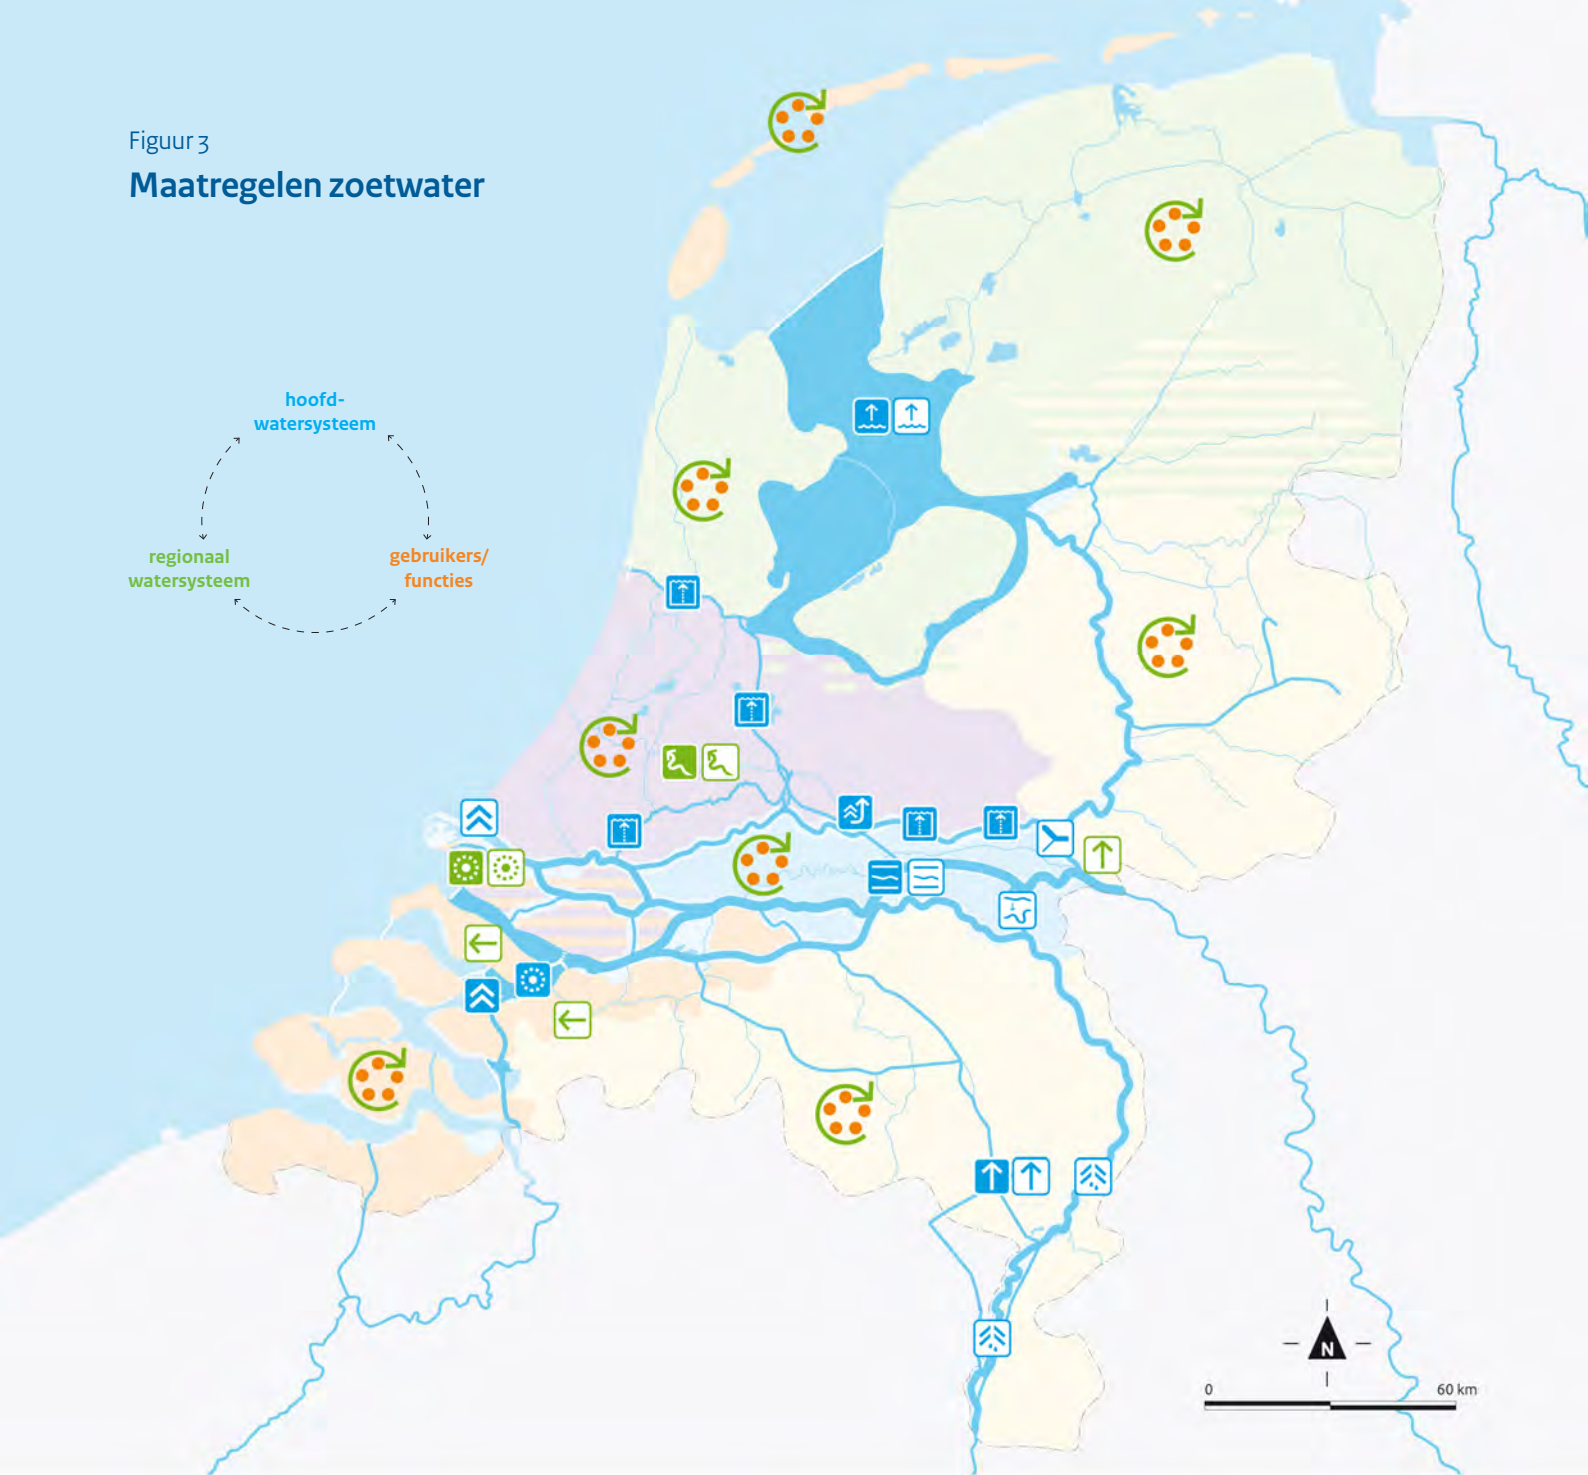 Figuur 3
Maatregelen zoetwater
hoofd-
watersysteem
regionaal
watersysteem
gebruikers/
functies
N
0
60 km